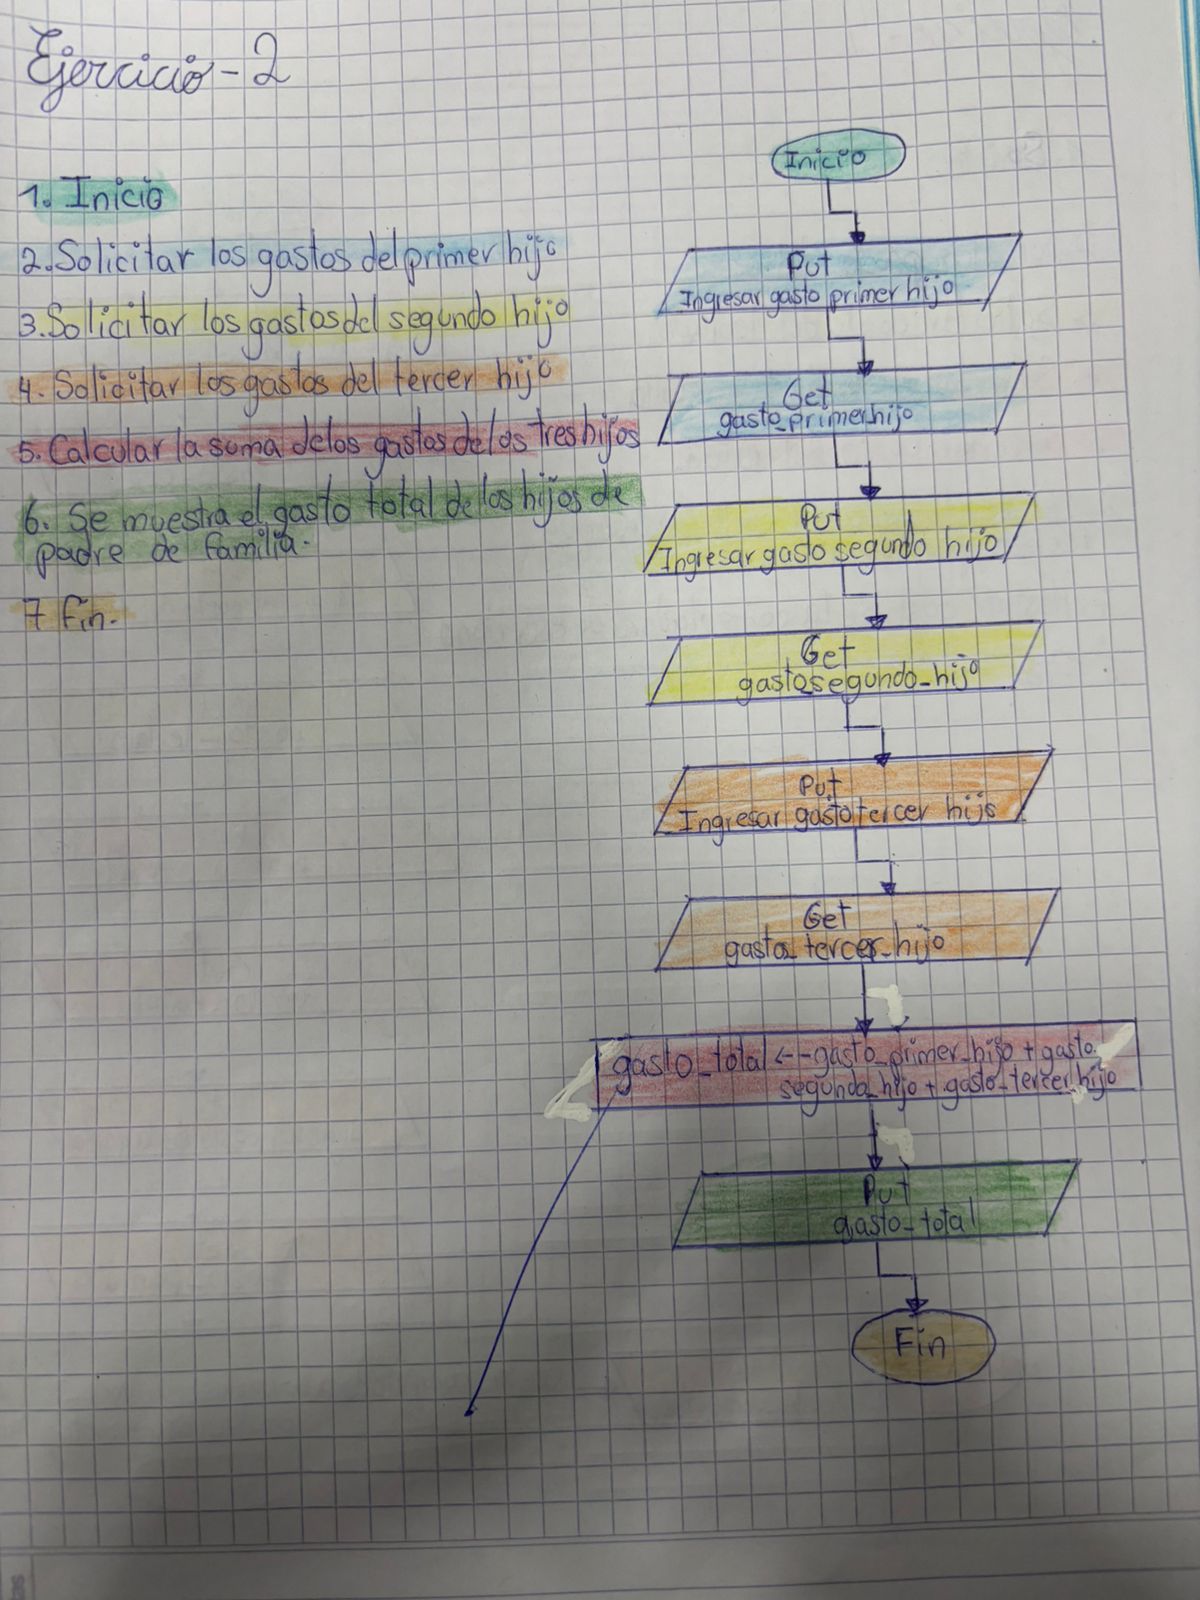 Ejercicio - 2
1. Inicio
2. Solicitar los gastos del primer hijo
3. Solicitar los gastos del segundo hijo
4. Solicitar los gastos del tercer hijo
5. Calcular la suma delos gastos de los tres hijos
6. Se muestra el gasto total de los hijos de
padre de familia.
7 Fin.
Inicio
Put
Ingresar gasto primer hijo
Get
gasto_primer_hijo
Put
Ingresar gasto segundo hijo
Get
gasto_segundo_hijo
Put
Ingresar gasto tercer hijo
Get
gasto_tercer_hijo
gasto_total <-- gasto_primer_hijo + gasto_
segundo_hijo + gasto_tercer_hijo
Put
gasto_total
Fin